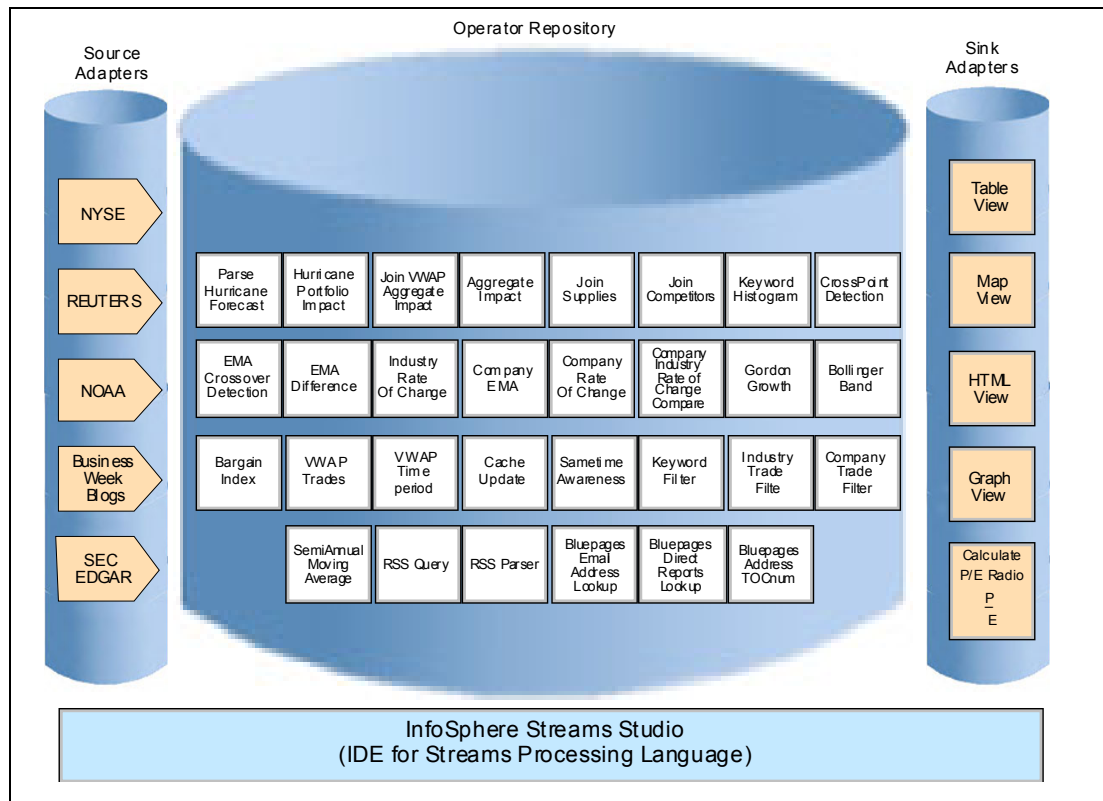 Operator Repository
Source
Adapters
Sink
Adapters
NYSE
REUTERS
NOAA
Business
Week
Blogs
SEC
EDGAR
Parse
Hurricane
Forecast
Hurricane
Portfolio
Impact
Join VWAP
Aggregate
Impact
Aggregate
Impact
Join
Supplies
Join
Competitors
Keyword
Histogram
CrossPoint
Detection
EMA
Crossover
Detection
EMA
Difference
Industry
Rate
Of Change
Company
EMA
Company
Rate
Of Change
Company
Industry
Rate of
Change
Compare
Gordon
Growth
Bollinger
Band
Bargain
Index
VWAP
Trades
VWAP
Time
period
Cache
Update
Sametime
Awareness
Keyword
Filter
Industry
Trade
Filte
Company
Trade
Filter
SemiAnnual
Moving
Average
RSS Query
RSS Parser
Bluepages
Email
Address
Lookup
Bluepages
Direct
Reports
Lookup
Bluepages
Address
TOCnum
Table
View
Map
View
HTML
View
Graph
View
Calculate
P/E Radio
P
E
InfoSphere Streams Studio
(IDE for Streams Processing Language)